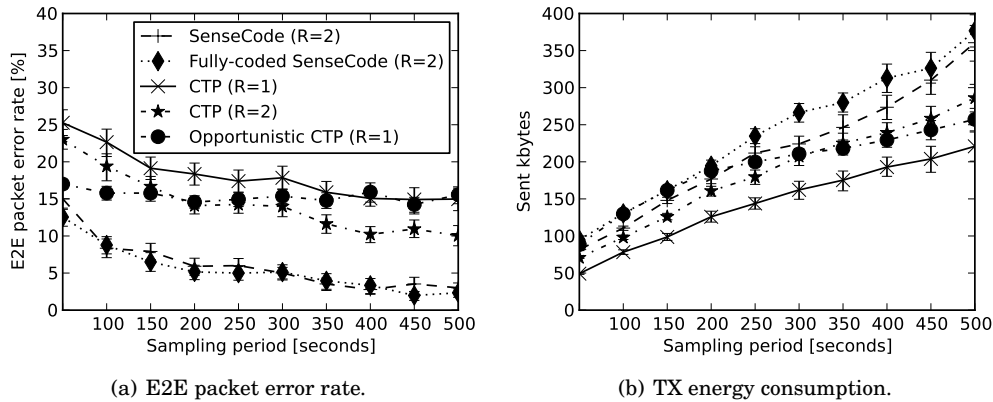 40
35
30
25
20
15
10
5
0
E2E packet error rate [%]
SenseCode (R=2)
Fully-coded SenseCode (R=2)
CTP (R=1)
CTP (R=2)
Opportunistic CTP (R=1)
100 150 200 250 300 350 400 450 500
Sampling period [seconds]
(a) E2E packet error rate.
400
350
300
250
200
150
100
50
0
Sent kbytes
100 150 200 250 300 350 400 450 500
Sampling period [seconds]
(b) TX energy consumption.